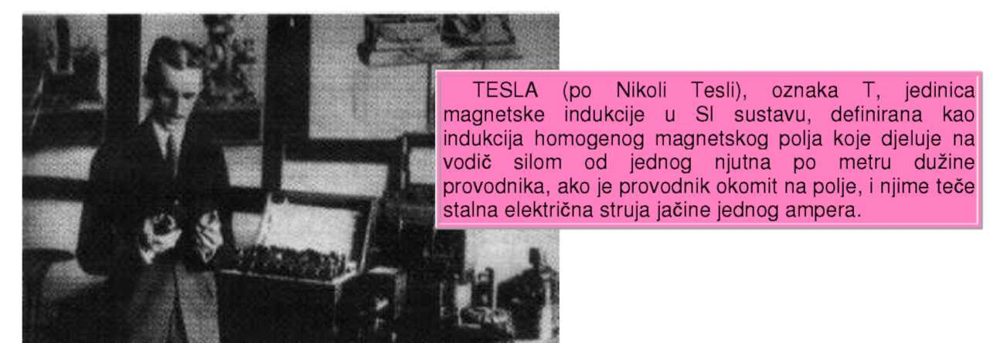 TESLA (po Nikoli Tesli), oznaka T, jedinica
magnetske indukcije u SI sustavu, definirana kao
indukcija homogenog magnetskog polja koje djeluje na
vodič silom od jednog njutna po metru dužine
provodnika, ako je provodnik okomit na polje, i njime teče
stalna električna struja jačine jednog ampera.